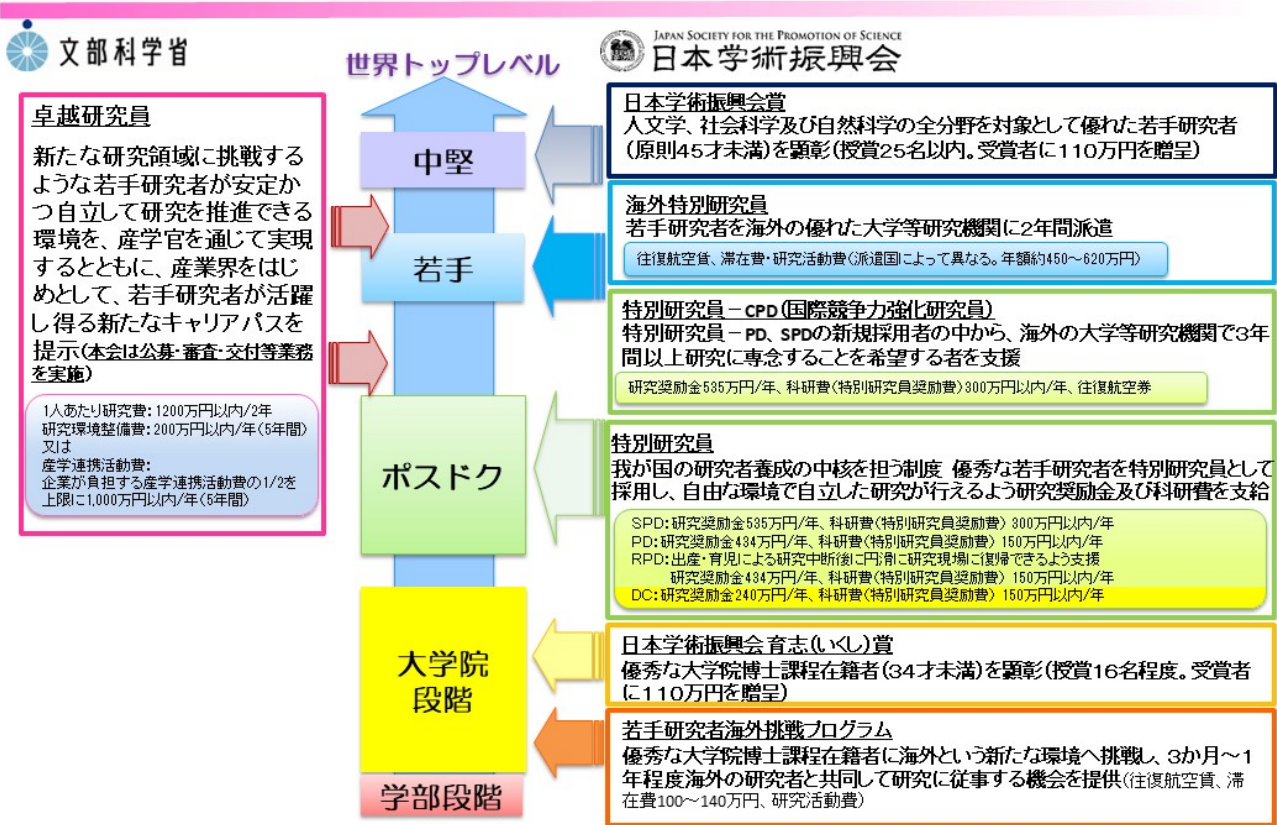 文部科学省
世界トップレベル
JAPAN SOCIETY FOR THE PROMOTION OF SCIENCE
日本学術振興会
卓越研究員
新たな研究領域に挑戦する
ような若手研究者が安定か
つ自立して研究を推進できる
環境を、産学官を通じて実現
するとともに、産業界をはじ
めとして、若手研究者が活躍
し得る新たなキャリアパスを
提示(本会は公募・審査・交付等業務
を実施)
1人あたり研究費:1200万円以内/2年
研究環境整備費:200万円以内/年(5年間)
又は
産学連携活動費:
企業が負担する産学連携活動費の1/2を
上限に1,000万円以内/年(5年間)
中堅
若手
ポスドク
大学院
段階
学部段階
日本学術振興会賞
人文学、社会科学及び自然科学の全分野を対象として優れた若手研究者
(原則45才未満)を顕彰(授賞25名以内。受賞者に110万円を贈呈)
海外特別研究員
若手研究者を海外の優れた大学等研究機関に2年間派遣
往復航空賃、滞在費・研究活動費(派遣国によって異なる。年額約450～620万円)
特別研究員－CPD(国際競争力強化研究員)
特別研究員－PD、SPDの新規採用者の中から、海外の大学等研究機関で3年
間以上研究に専念することを希望する者を支援
研究奨励金535万円/年、科研費(特別研究員奨励費)300万円以内/年、往復航空券
特別研究員
我が国の研究者養成の中核を担う制度 優秀な若手研究者を特別研究員として
採用し、自由な環境で自立した研究が行えるよう研究奨励金及び科研費を支給
SPD:研究奨励金535万円/年、科研費(特別研究員奨励費) 300万円以内/年
PD:研究奨励金434万円/年、科研費(特別研究員奨励費) 150万円以内/年
RPD:出産・育児による研究中断後に円滑に研究現場に復帰できるよう支援
研究奨励金434万円/年、科研費(特別研究員奨励費) 150万円以内/年
DC:研究奨励金240万円/年、科研費(特別研究員奨励費) 150万円以内/年
日本学術振興会 育志(いくし)賞
優秀な大学院博士課程在籍者(34才未満)を顕彰(授賞16名程度。受賞者
に110万円を贈呈)
若手研究者海外挑戦プログラム
優秀な大学院博士課程在籍者に海外という新たな環境へ挑戦し、3か月～1
年程度海外の研究者と共同して研究に従事する機会を提供(往復航空賃、滞
在費100～140万円、研究活動費)